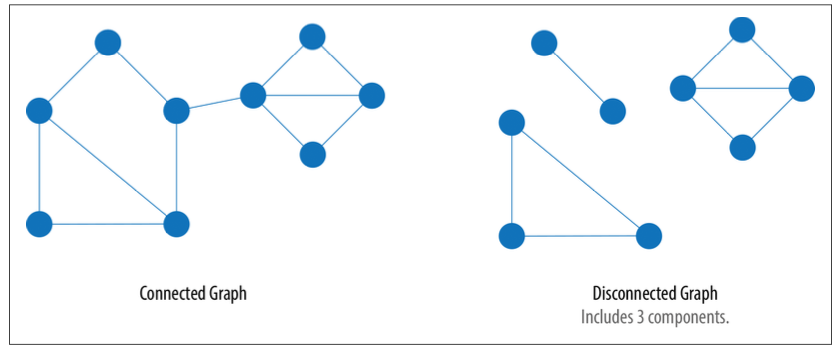 Connected Graph
Disconnected Graph
Includes 3 components.